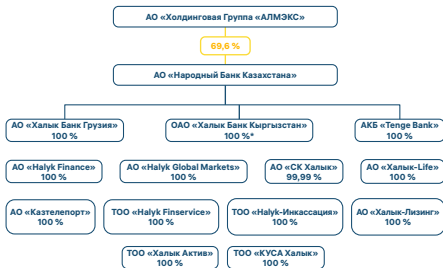 АО «Холдинговая Группа «АЛМЭКС»
69,6 %
АО «Народный Банк Казахстана»
АО «Халык Банк Грузия»
100 %
ОАО «Халык Банк Кыргызстан»
100 %*
АКБ «Tenge Bank»
100 %
АО «Halyk Finance»
100 %
АО «Halyk Global Markets»
100 %
АО «СК Халык»
99,99 %
АО «Халык-Life»
100 %
АО «Казтелепорт»
100 %
ТОО «Halyk Finservice»
100 %
ТОО «Halyk-Инкассация»
100 %
АО «Халык-Лизинг»
100 %
ТОО «Халык Актив»
100 %
ТОО «КУСА Халык»
100 %